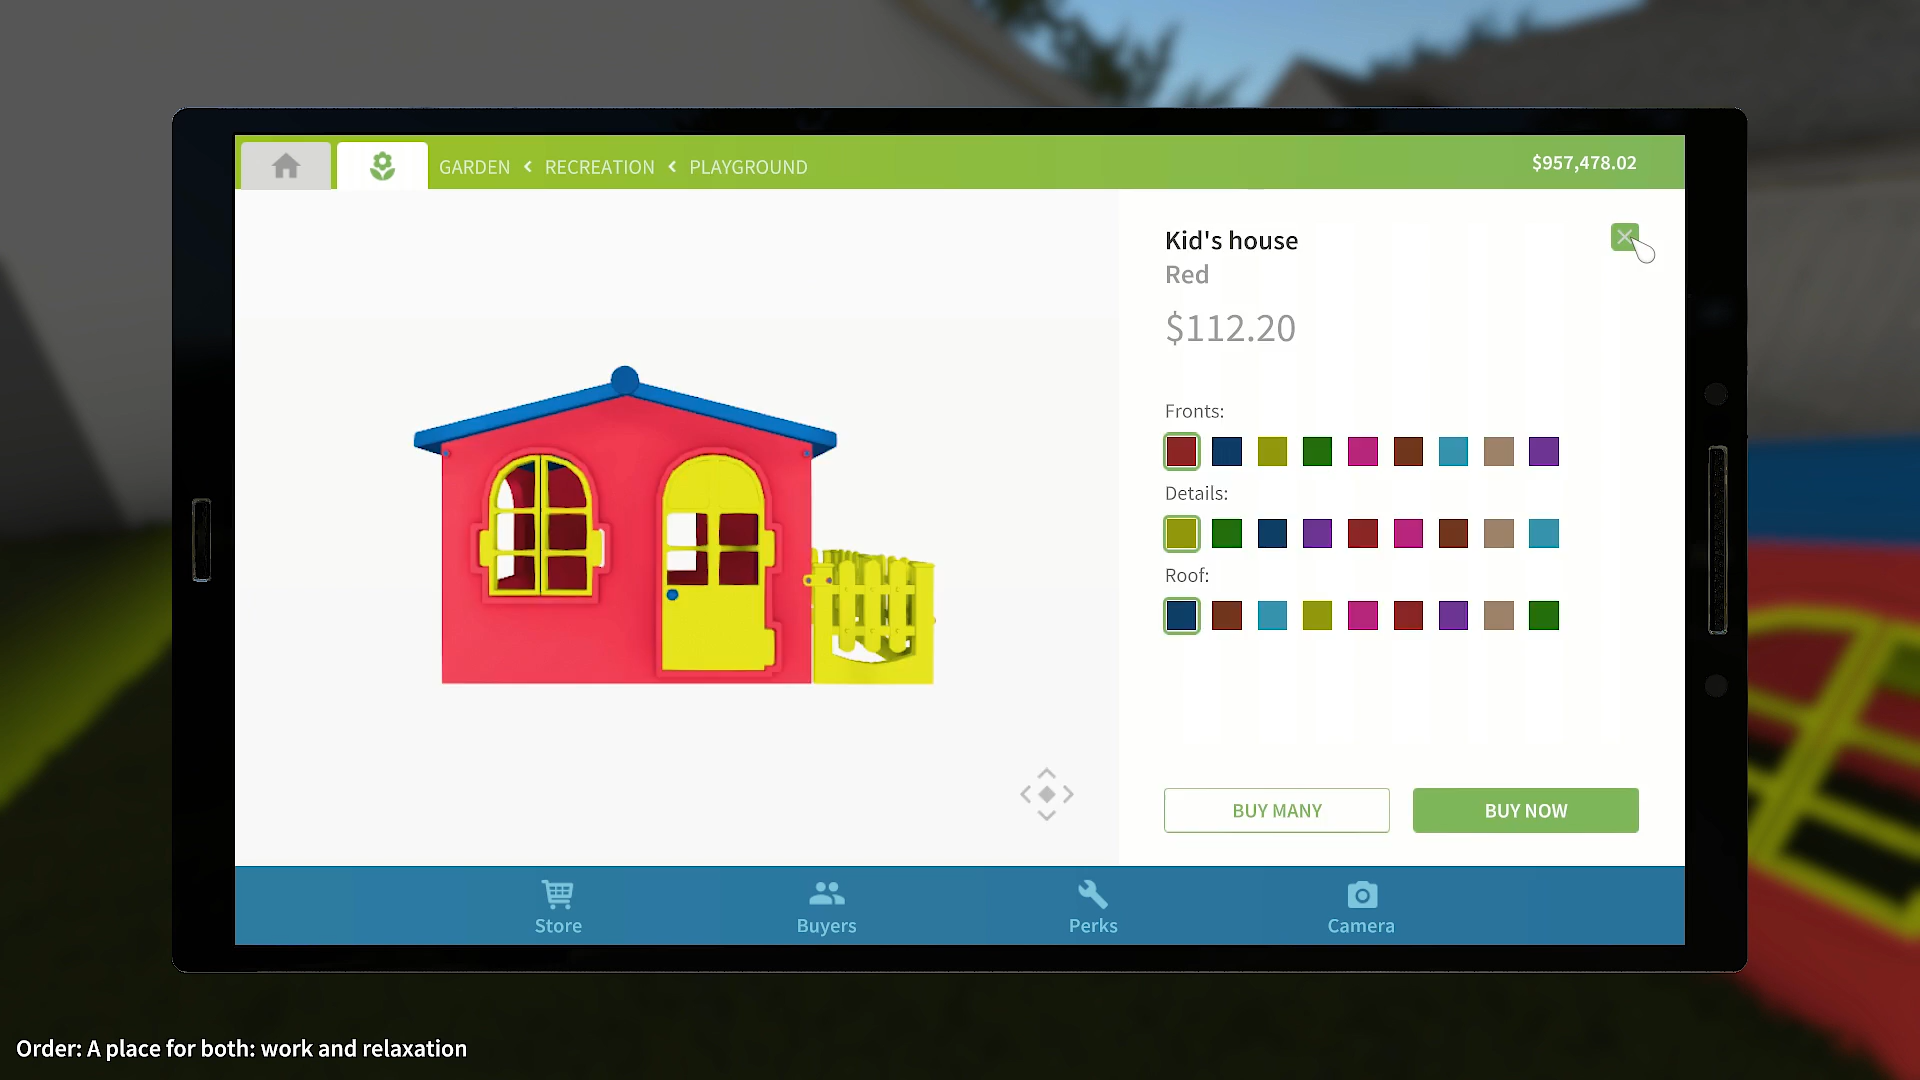 GARDEN < RECREATION < PLAYGROUND
$957,478.02
Kid's house
Red
$112.20
Fronts:
Details:
Roof:
BUY MANY
BUY NOW
Store
Buyers
Perks
Camera
Order: A place for both: work and relaxation